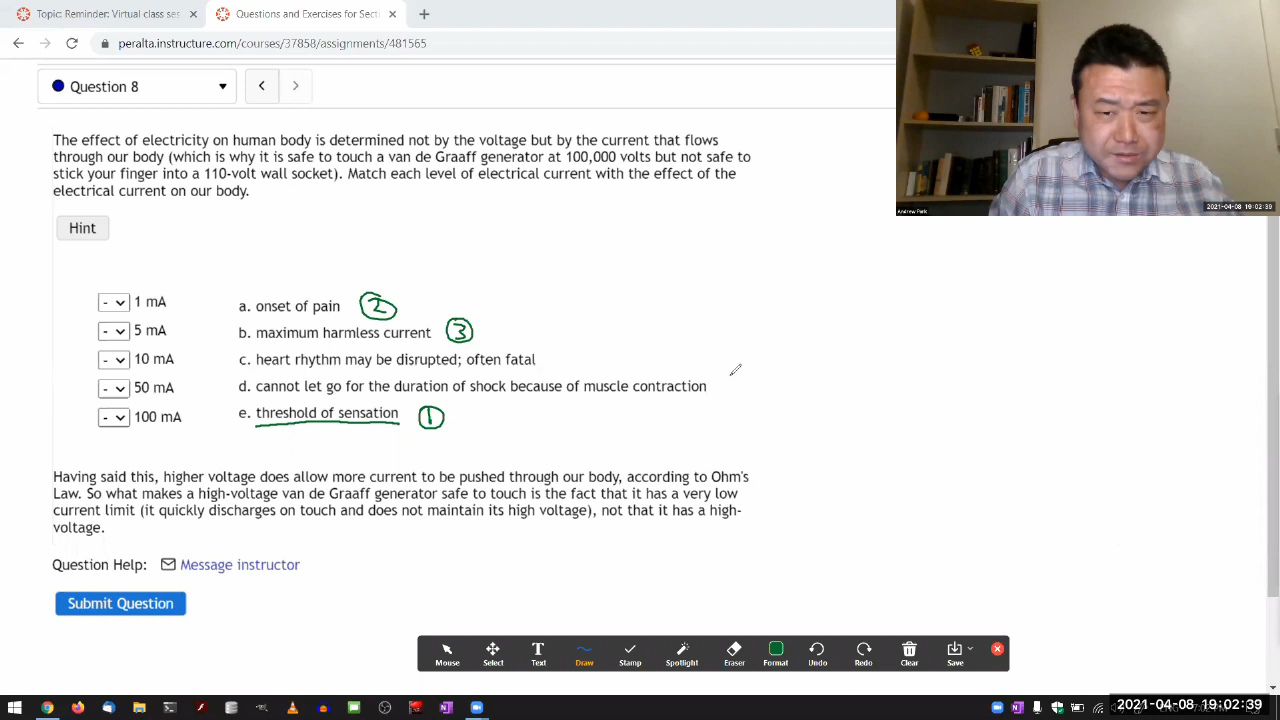 Topic: Reminder: Virtual class ses
Questions and Exercises for Sect
peralta.instructure.com/courses/37858/assignments/481565
Question 8
The effect of electricity on human body is determined not by the voltage but by the current that flows
through our body (which is why it is safe to touch a van de Graaff generator at 100,000 volts but not safe to
stick your finger into a 110-volt wall socket). Match each level of electrical current with the effect of the
electrical current on our body.
Hint
- 1 mA
- 5 mA
- 10 mA
- 50 mA
- 100 mA
a. onset of pain 2
b. maximum harmless current 3
c. heart rhythm may be disrupted; often fatal
d. cannot let go for the duration of shock because of muscle contraction
e. threshold of sensation 1
Having said this, higher voltage does allow more current to be pushed through our body, according to Ohm's
Law. So what makes a high-voltage van de Graaff generator safe to touch is the fact that it has a very low
current limit (it quickly discharges on touch and does not maintain its high voltage), not that it has a high-
voltage.
Question Help: Message instructor
Submit Question
Andrew Park
2021-04-08 19:02:39
Mouse Select Text Draw Stamp Spotlight Eraser Format Undo Redo Clear Save
2021-04-08 19:02:39